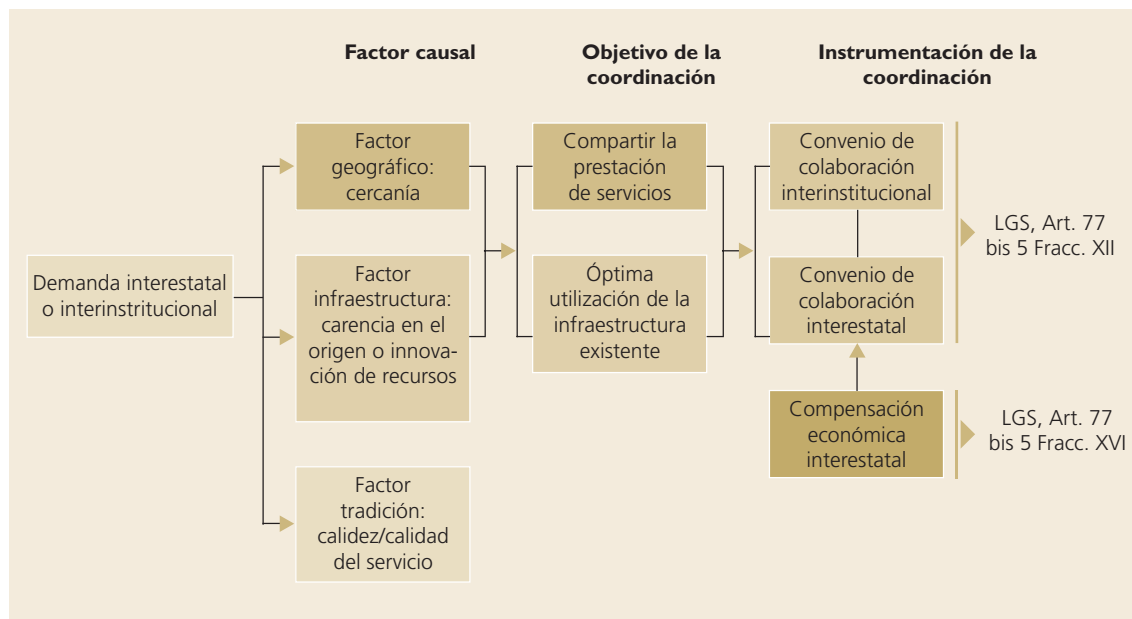 Factor causal
Objetivo de la
coordinación
Instrumentación de la
coordinación
Demanda interestatal
o interinstritucional
Factor
geográfico:
cercanía
Factor
infraestructura:
carencia en el
origen o innova-
ción de recursos
Factor
tradición:
calidez/calidad
del servicio
Compartir la
prestación
de servicios
Óptima
utilización de la
infraestructura
existente
Convenio de
colaboración
interinstitucional
Convenio de
colaboración
interestatal
Compensación
económica
interestatal
LGS, Art. 77
bis 5 Fracc. XII
LGS, Art. 77
bis 5 Fracc. XVI